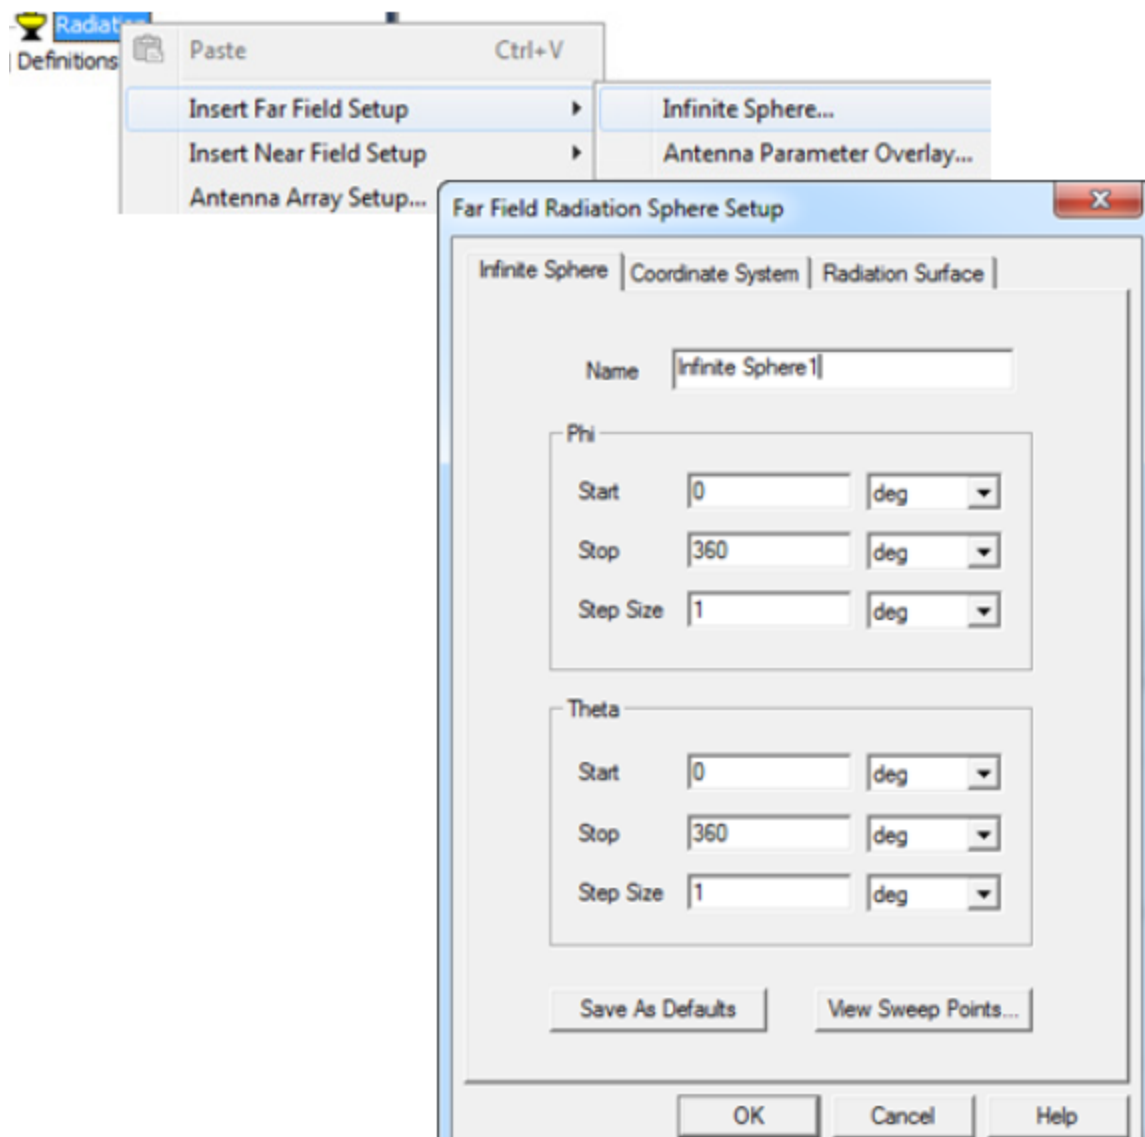 Radiation
Definitions
Paste Ctrl+V
Insert Far Field Setup Infinite Sphere...
Insert Near Field Setup Antenna Parameter Overlay...
Antenna Array Setup...
Far Field Radiation Sphere Setup
Infinite Sphere Coordinate System Radiation Surface
Name Infinite Sphere1
Phi
Start 0 deg
Stop 360 deg
Step Size 1 deg
Theta
Start 0 deg
Stop 360 deg
Step Size 1 deg
Save As Defaults View Sweep Points...
OK Cancel Help